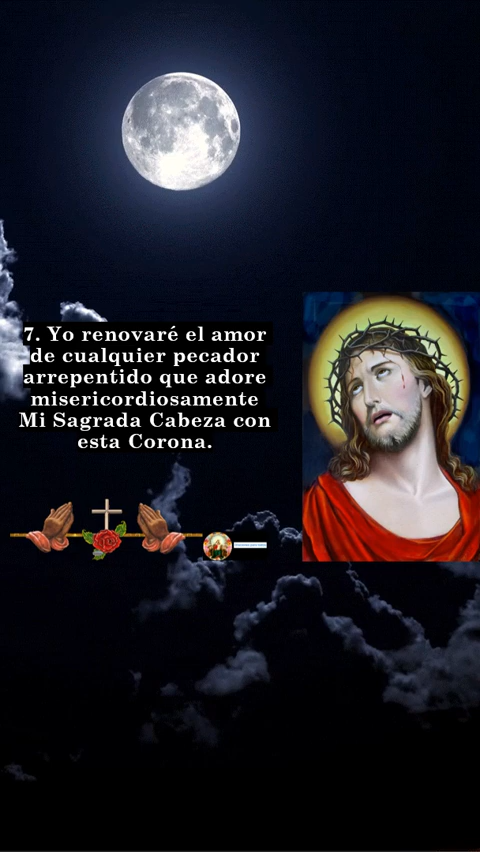 7. Yo renovaré el amor
de cualquier pecador
arrepentido que adore
misericordiosamente
Mi Sagrada Cabeza con
esta Corona.